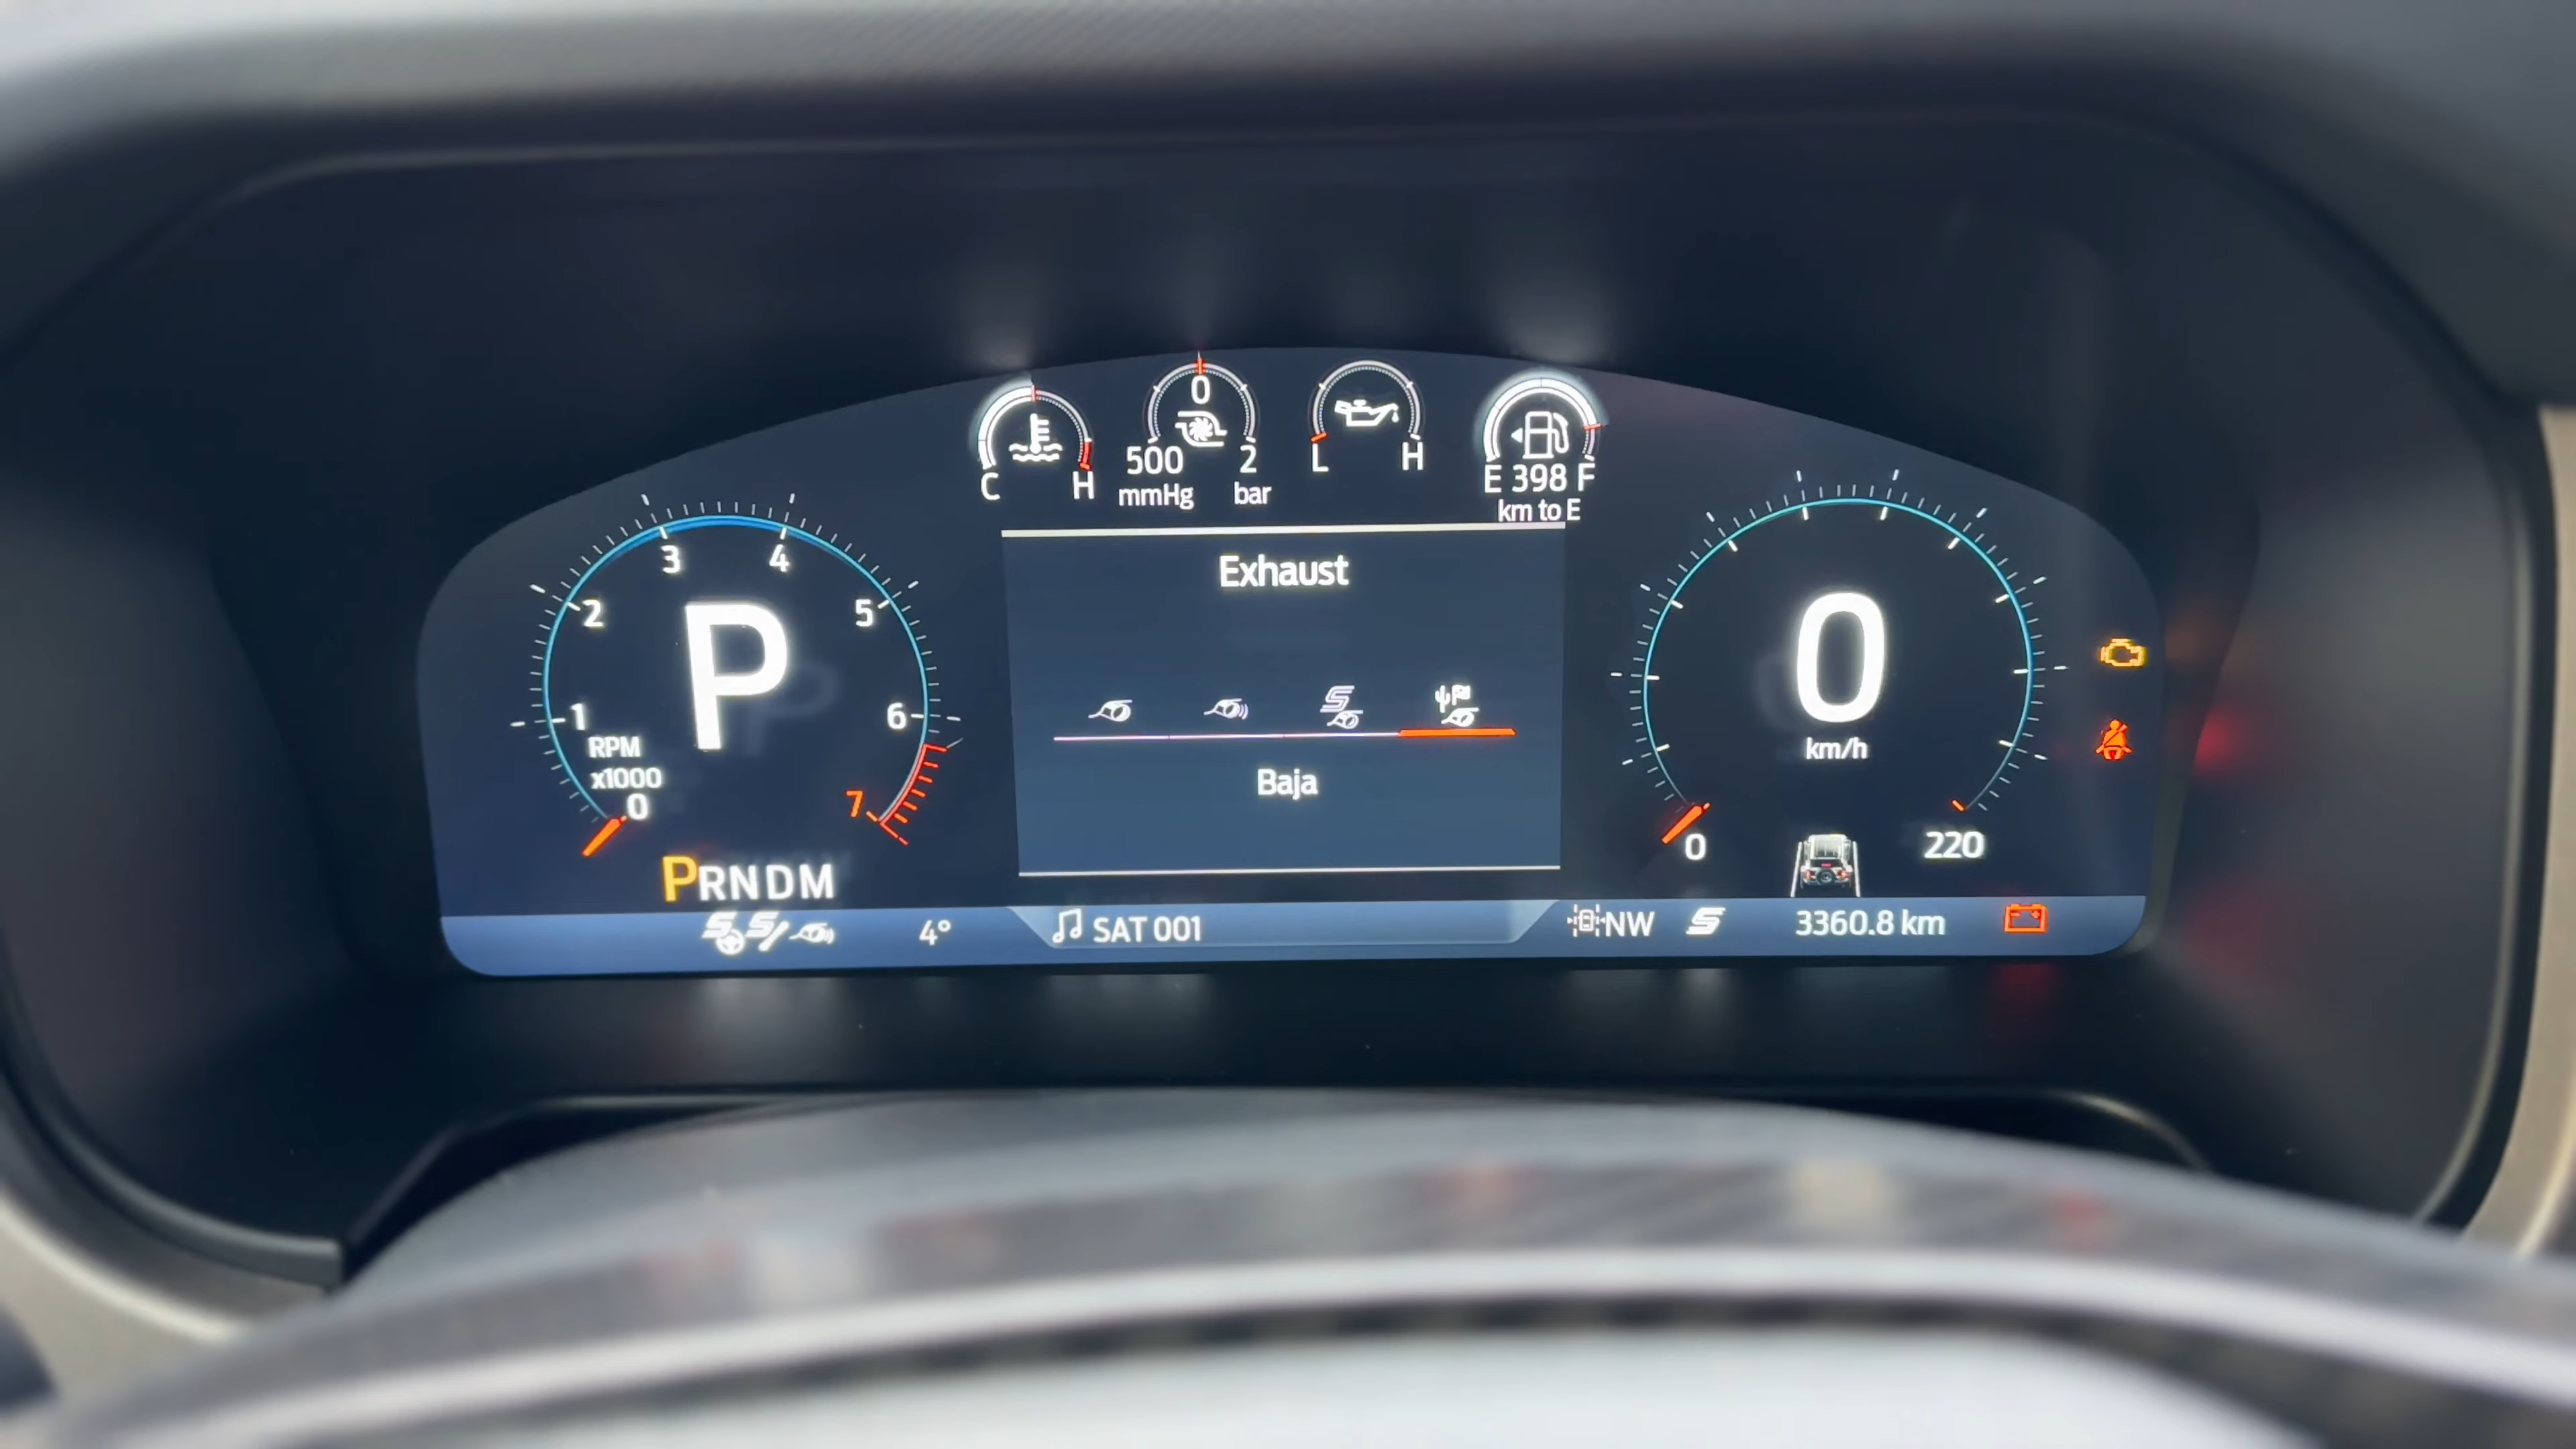 C H
0
500 2
mmHg bar
L H
E 398 F
km to E
1 2 3 4 5 6 7
P
RPM
x1000
0
PRNDM
Exhaust
S
Baja
0
km/h
0 220
S S
4°
SAT 001
NW
S
3360.8 km